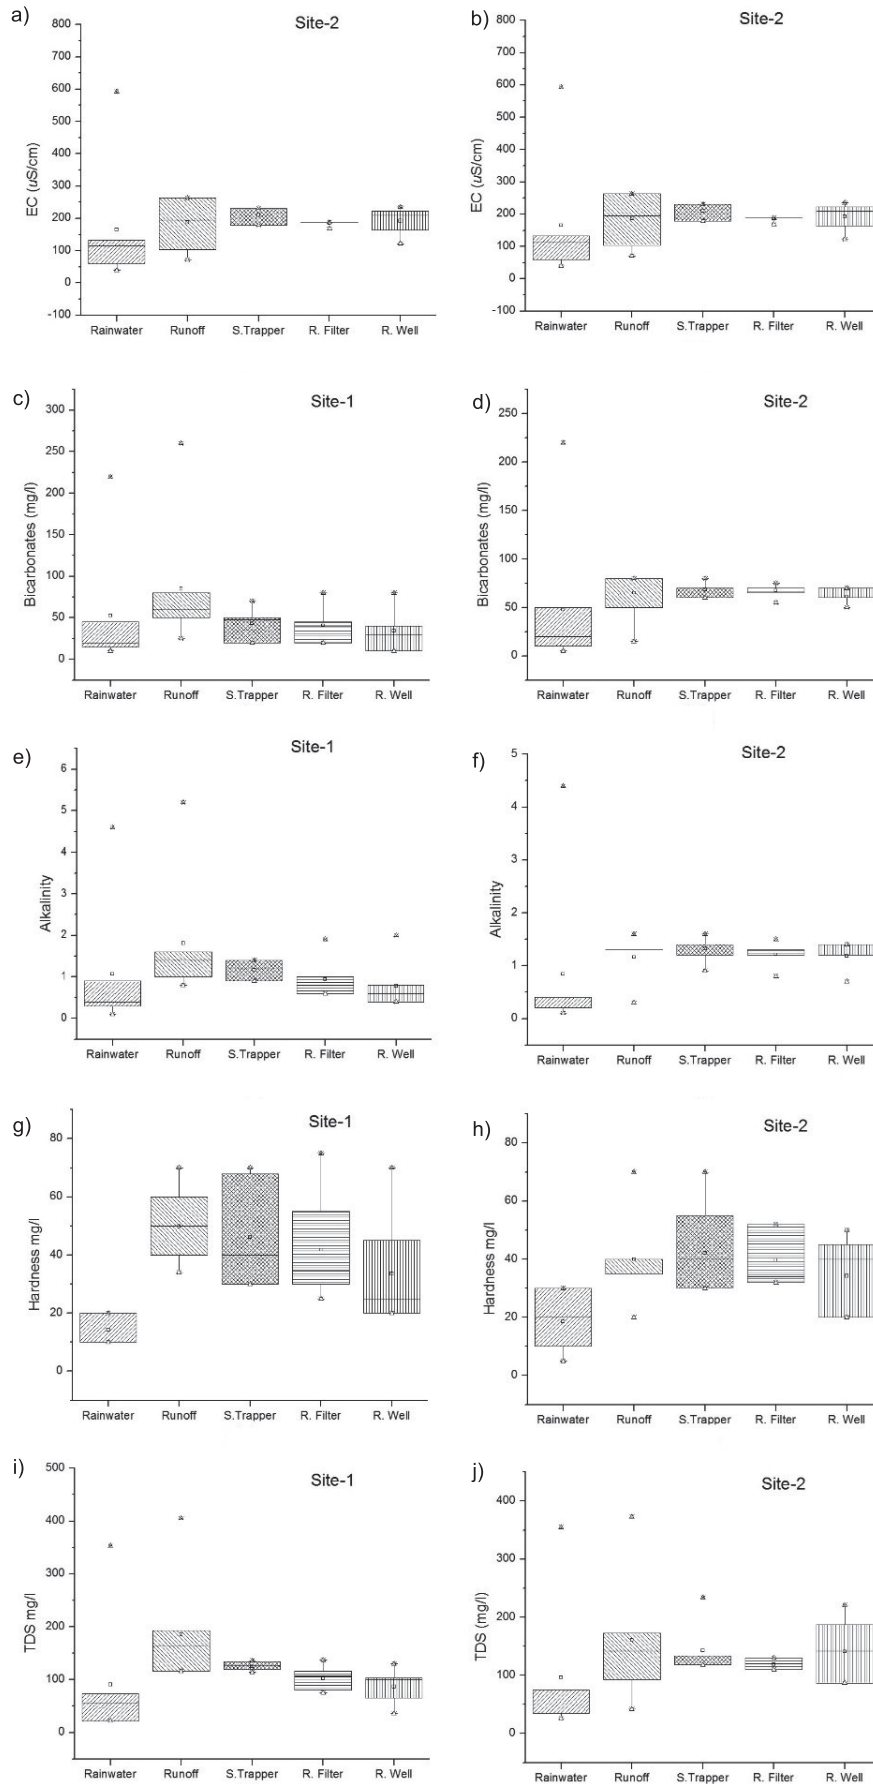 a)
Site-2
800
700
600
500
400
300
200
100
0
-100
EC (uS/cm)
Rainwater Runoff S.Trapper R. Filter R. Well
b)
Site-2
800
700
600
500
400
300
200
100
0
-100
EC (uS/cm)
Rainwater Runoff S.Trapper R. Filter R. Well
c)
Site-1
300
250
200
150
100
50
0
Bicarbonates (mg/l)
Rainwater Runoff S.Trapper R. Filter R. Well
d)
Site-2
250
200
150
100
50
0
Bicarbonates (mg/l)
Rainwater Runoff S.Trapper R. Filter R. Well
e)
Site-1
6
5
4
3
2
1
0
Alkalinity
Rainwater Runoff S.Trapper R. Filter R. Well
f)
Site-2
5
4
3
2
1
0
Alkalinity
Rainwater Runoff S.Trapper R. Filter R. Well
g)
Site-1
80
60
40
20
0
Hardness mg/l
Rainwater Runoff S.Trapper R. Filter R. Well
h)
Site-2
80
60
40
20
0
Hardness mg/l
Rainwater Runoff S.Trapper R. Filter R. Well
i)
Site-1
500
400
300
200
100
0
TDS mg/l
Rainwater Runoff S.Trapper R. Filter R. Well
j)
Site-2
400
300
200
100
0
TDS (mg/l)
Rainwater Runoff S.Trapper R. Filter R. Well